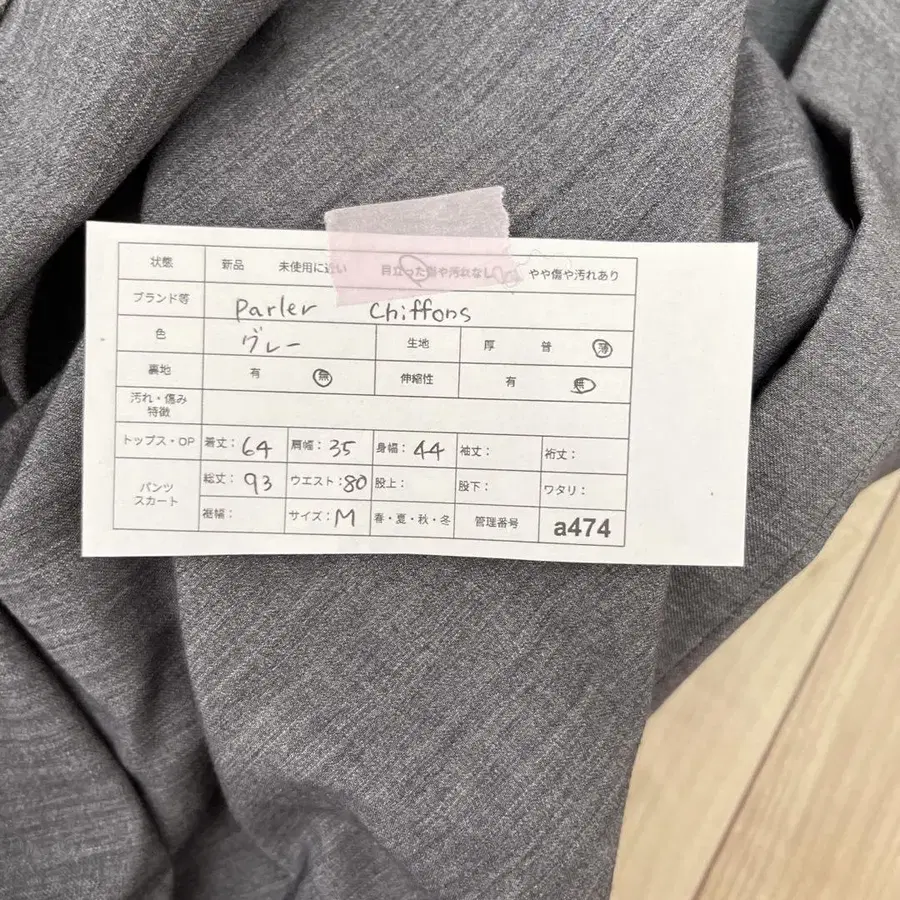 状態 新品 未使用に近い 目立った傷や汚れなし やや傷や汚れあり
ブランド等 Parler Chiffons
色 グレー 生地 厚 普 薄
裏地 有 無 伸縮性 有 無
汚れ・傷み
特徴
トップス・OP 着丈: 64 肩幅: 35 身幅: 44 袖丈: 裄丈:
パンツ
スカート
総丈: 93 ウエスト: 80 股上: 股下: ワタリ:
裾幅: サイズ: M 春・夏・秋・冬 管理番号 a474